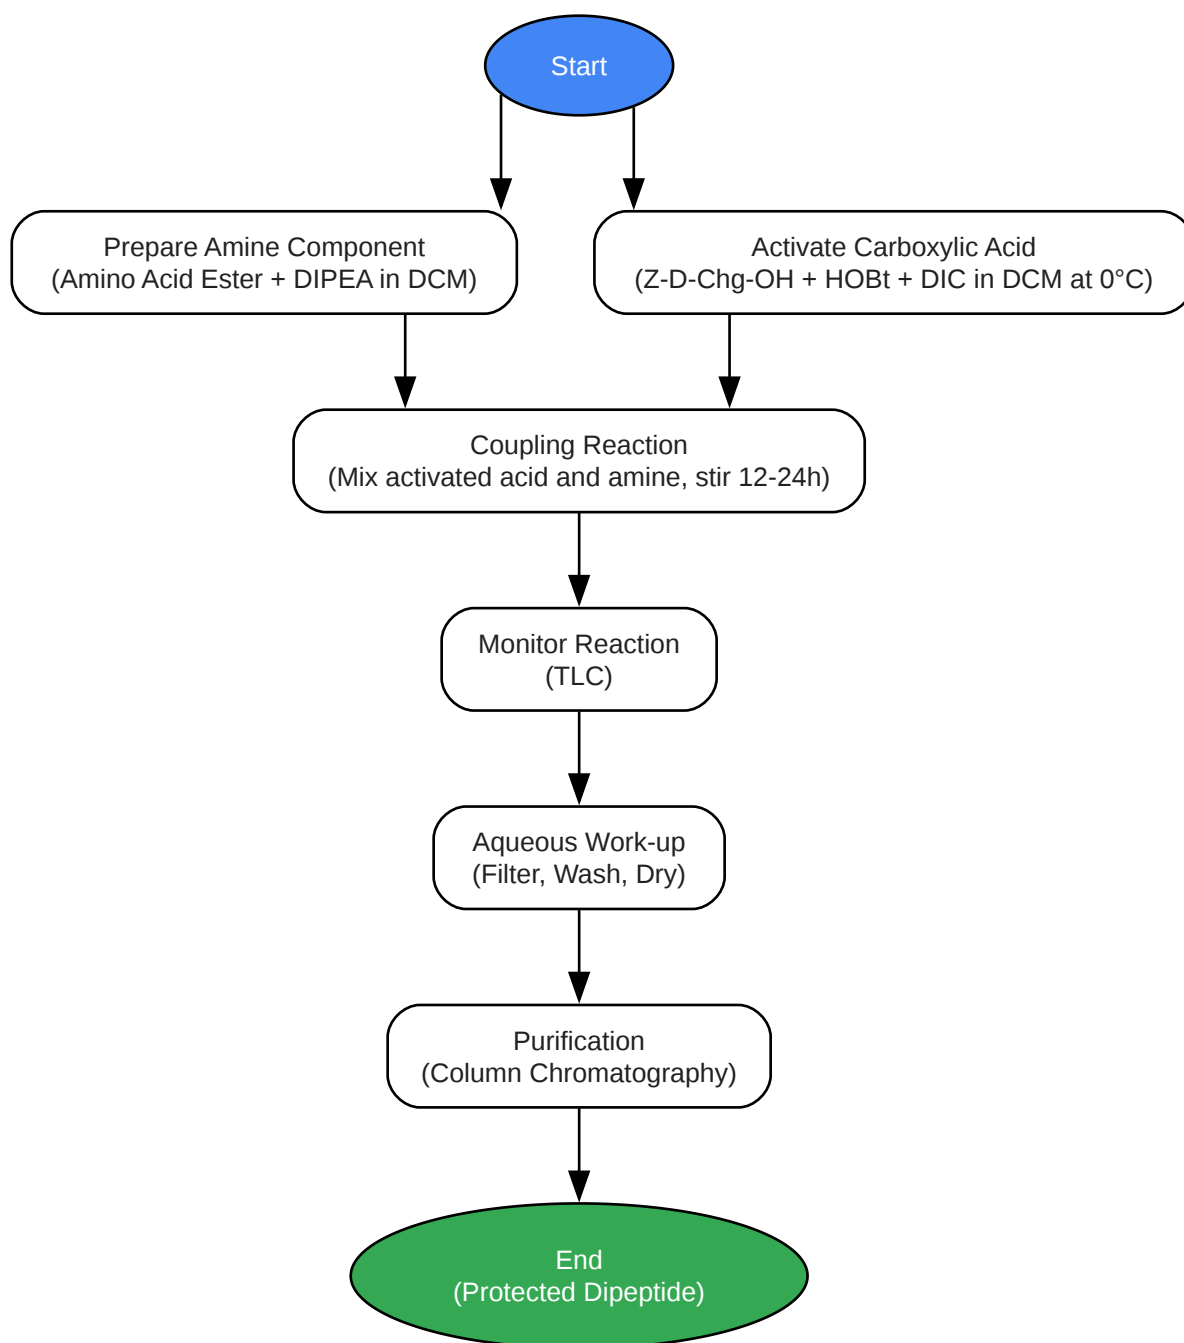 Start
Prepare Amine Component
(Amino Acid Ester + DIPEA in DCM)
Activate Carboxylic Acid
(Z-D-Chg-OH + HOBt + DIC in DCM at 0°C)
Coupling Reaction
(Mix activated acid and amine, stir 12-24h)
Monitor Reaction
(TLC)
Aqueous Work-up
(Filter, Wash, Dry)
Purification
(Column Chromatography)
End
(Protected Dipeptide)